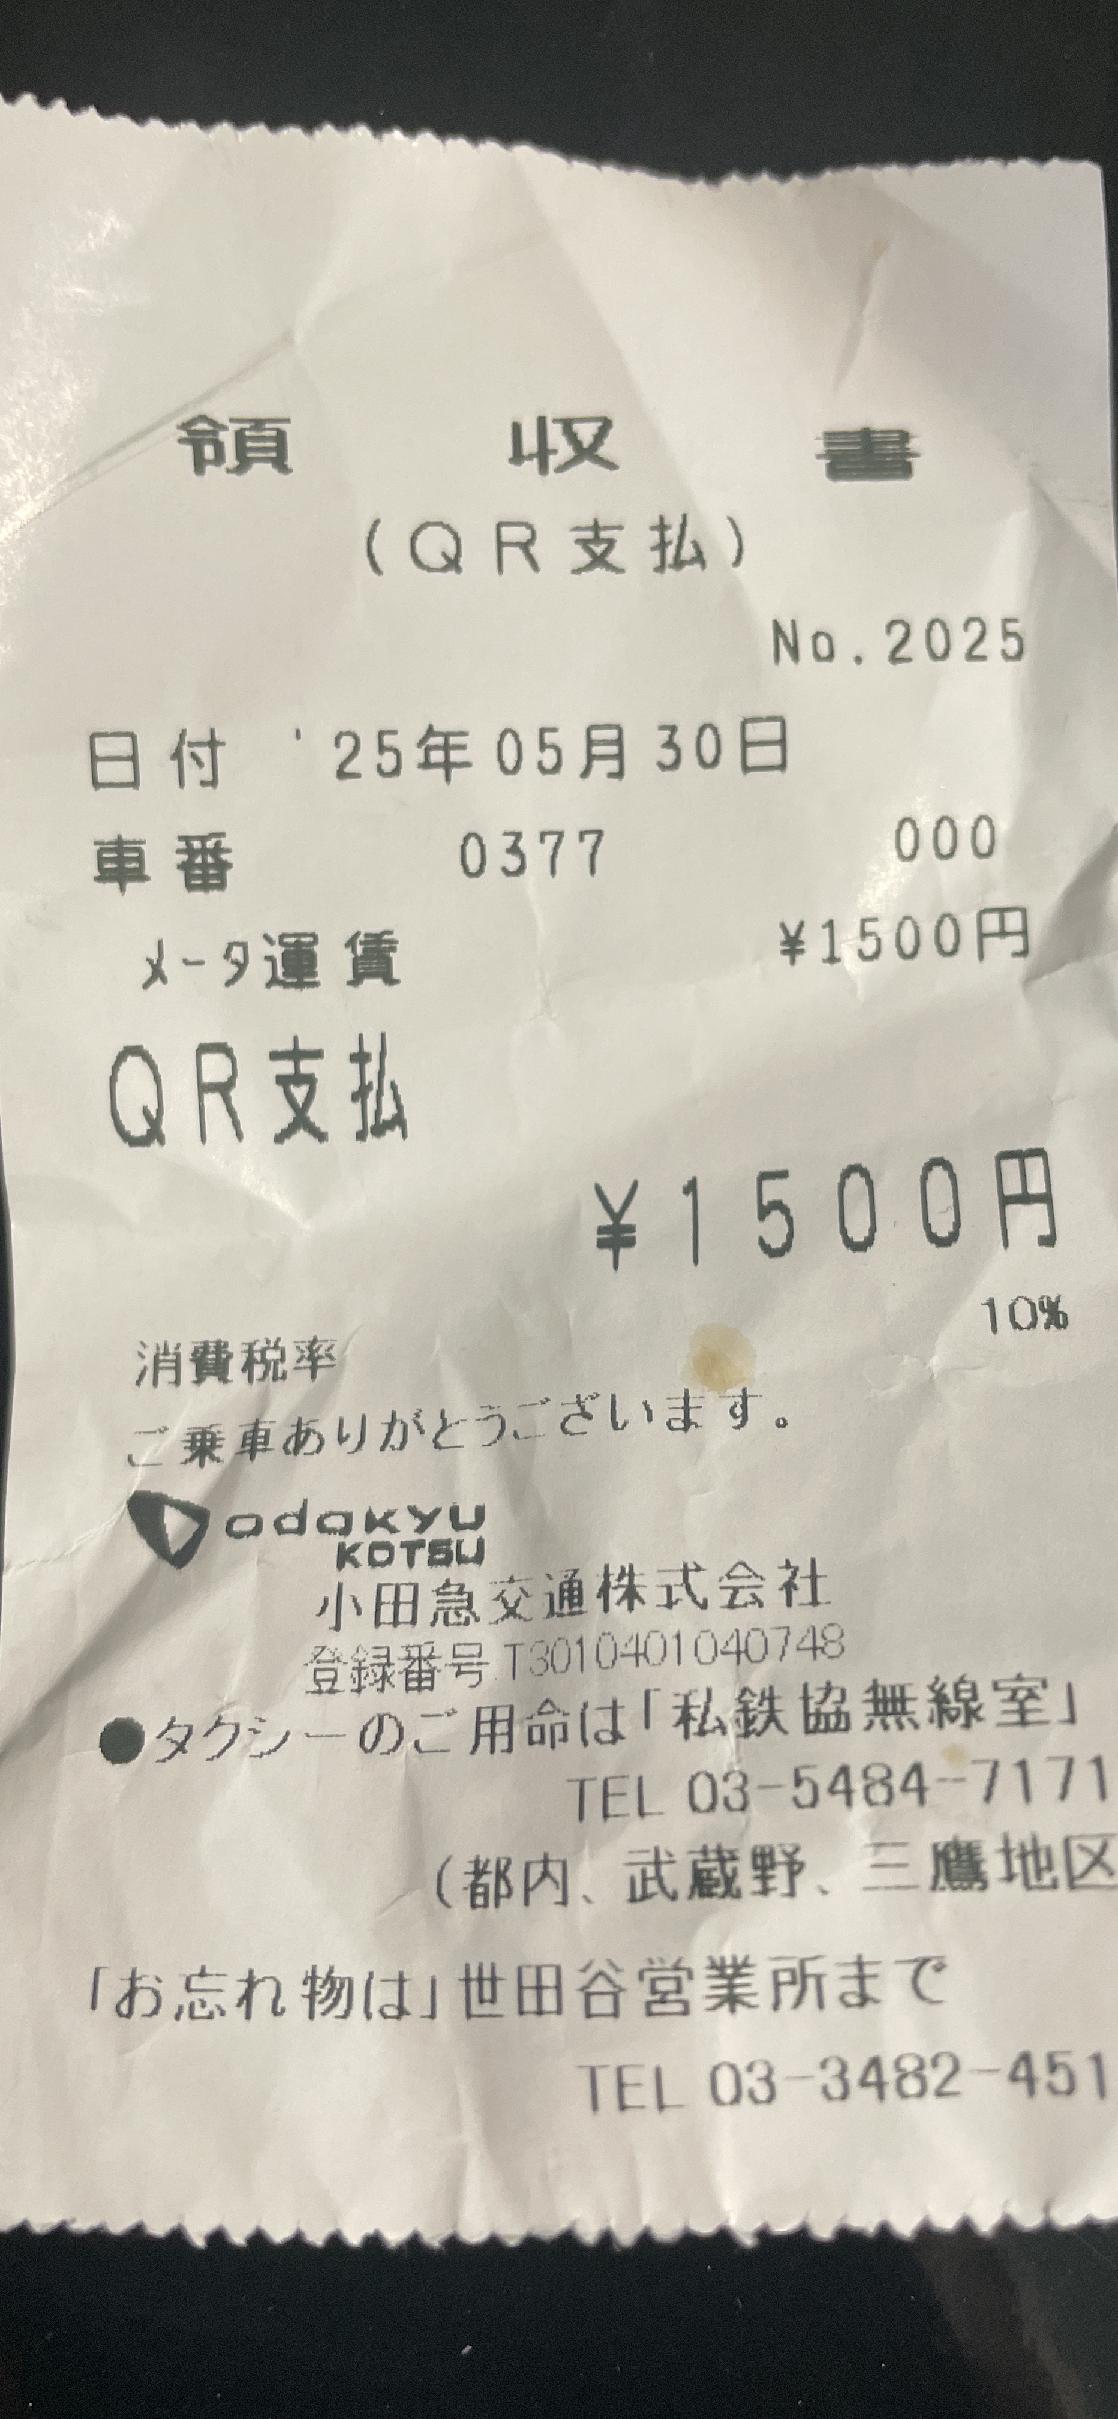 領収書
(QR支払)
No.2025
日付 '25年05月30日
車番 0377 000
メータ運賃 ¥1500円
QR支払
¥1500円
消費税率 10%
ご乗車ありがとうございます。
odakyu
KOTSU
小田急交通株式会社
登録番号 T3010401040748
●タクシーのご用命は「私鉄協無線室」
TEL 03-5484-7171
(都内、武蔵野、三鷹地区
「お忘れ物は」世田谷営業所まで
TEL 03-3482-451